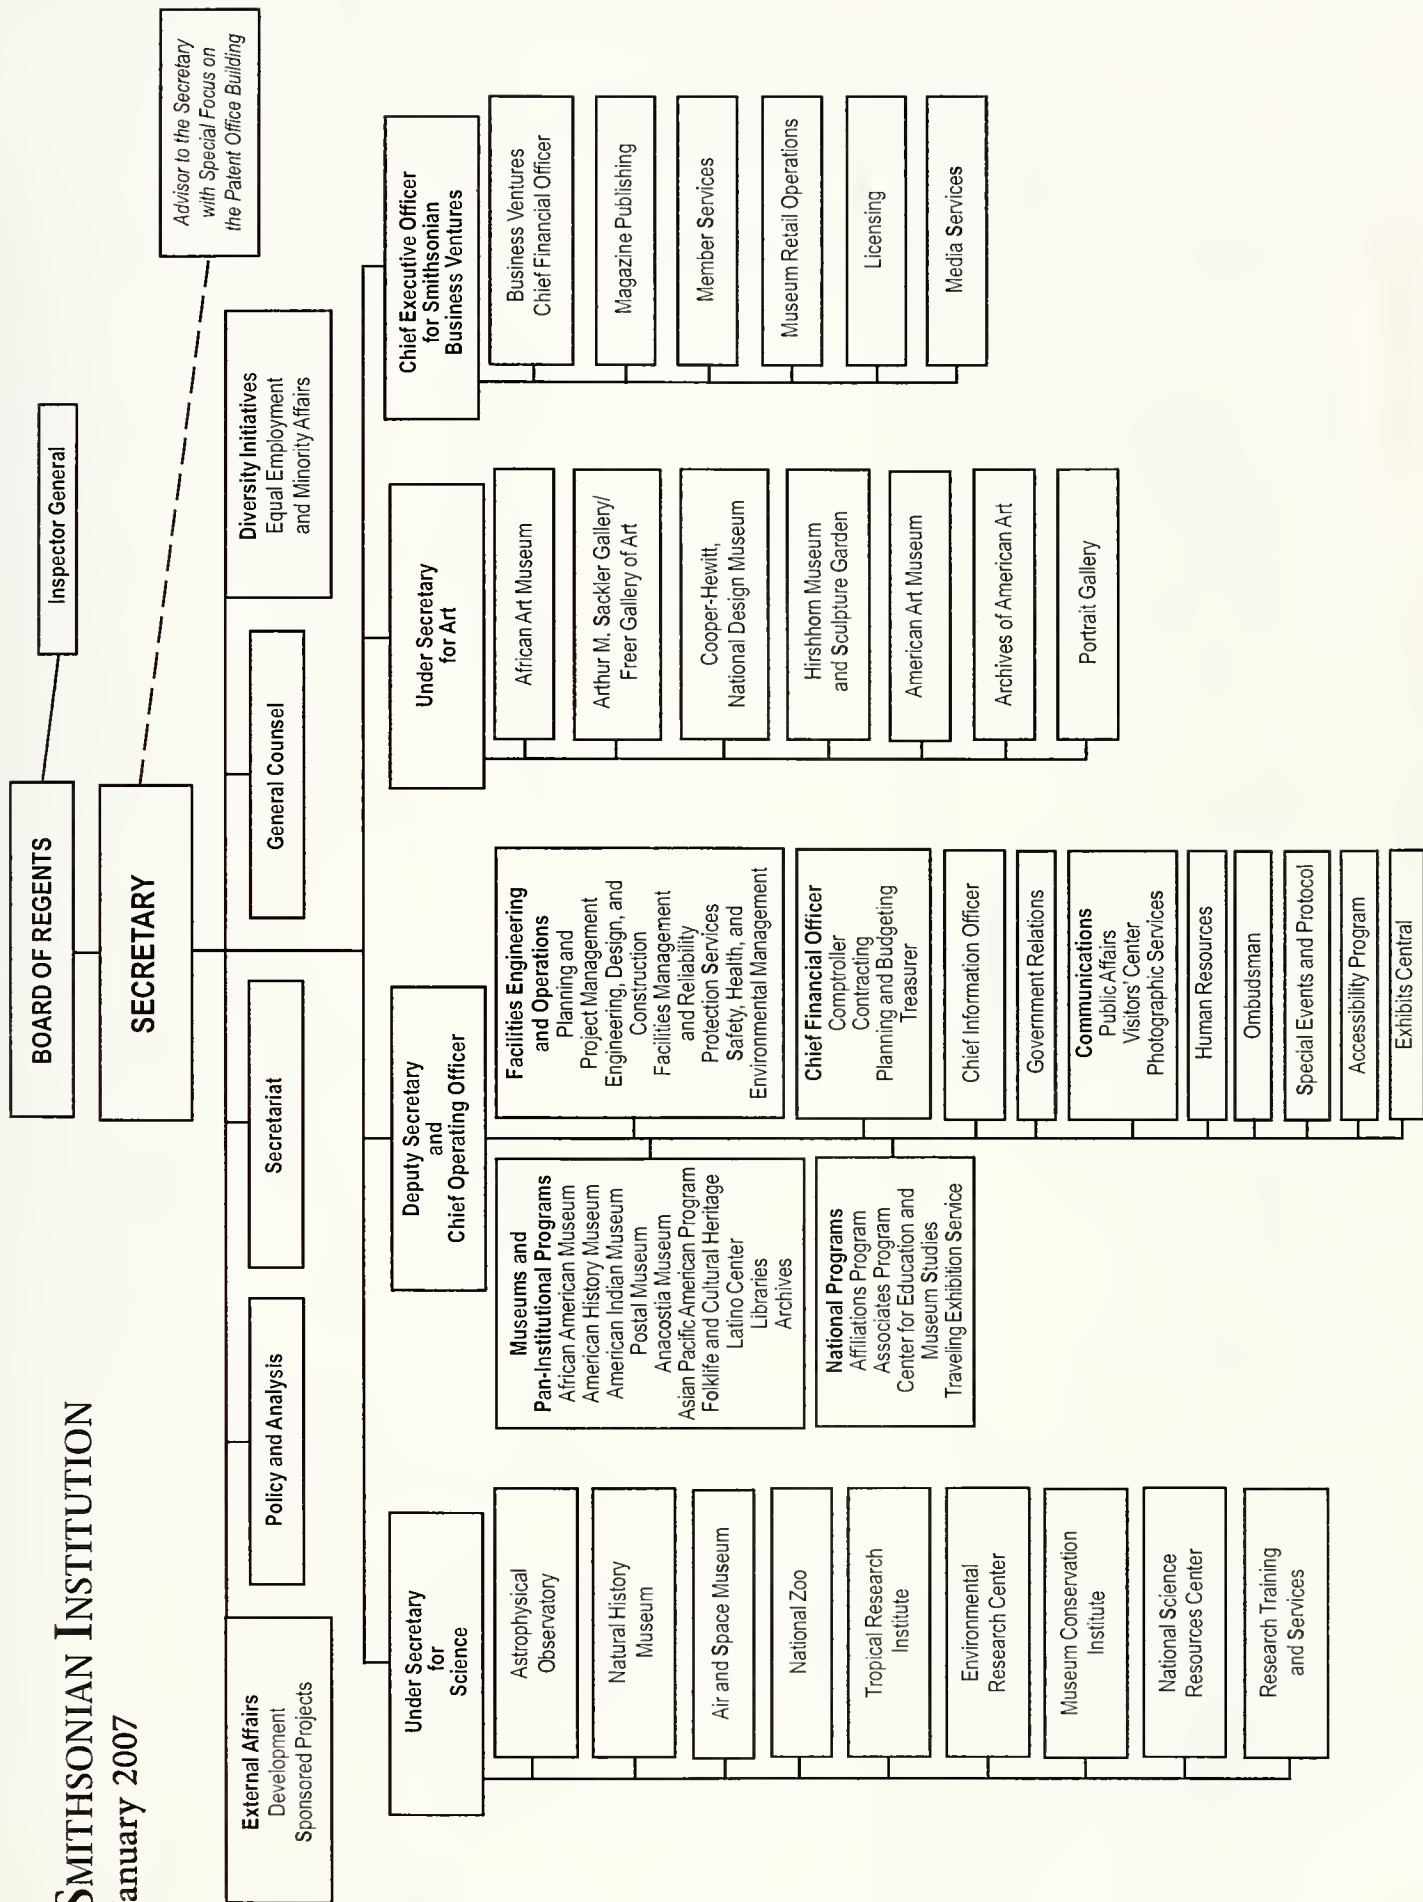 SMITHSONIAN INSTITUTION
anuary 2007
BOARD OF REGENTS
Inspector General
SECRETARY
Advisor to the Secretary
with Special Focus on
the Patent Office Building
External Affairs
Development
Sponsored Projects
Policy and Analysis
Secretariat
General Counsel
Diversity Initiatives
Equal Employment
and Minority Affairs
Under Secretary
for
Science
Astrophysical
Observatory
Natural History
Museum
Air and Space Museum
National Zoo
Tropical Research
Institute
Environmental
Research Center
Museum Conservation
Institute
National Science
Resources Center
Research Training
and Services
Deputy Secretary
and
Chief Operating Officer
Museums and
Pan-Institutional Programs
African American Museum
American History Museum
American Indian Museum
Postal Museum
Anacostia Museum
Asian Pacific American Program
Folklife and Cultural Heritage
Latino Center
Libraries
Archives
National Programs
Affiliations Program
Associates Program
Center for Education and
Museum Studies
Traveling Exhibition Service
Facilities Engineering
and Operations
Planning and
Project Management
Engineering, Design, and
Construction
Facilities Management
and Reliability
Protection Services
Safety, Health, and
Environmental Management
Chief Financial Officer
Comptroller
Contracting
Planning and Budgeting
Treasurer
Chief Information Officer
Government Relations
Communications
Public Affairs
Visitors' Center
Photographic Services
Human Resources
Ombudsman
Special Events and Protocol
Accessibility Program
Exhibits Central
Under Secretary
for Art
African Art Museum
Arthur M. Sackler Gallery/
Freer Gallery of Art
Cooper-Hewitt,
National Design Museum
Hirshhorn Museum
and Sculpture Garden
American Art Museum
Archives of American Art
Portrait Gallery
Chief Executive Officer
for Smithsonian
Business Ventures
Business Ventures
Chief Financial Officer
Magazine Publishing
Member Services
Museum Retail Operations
Licensing
Media Services